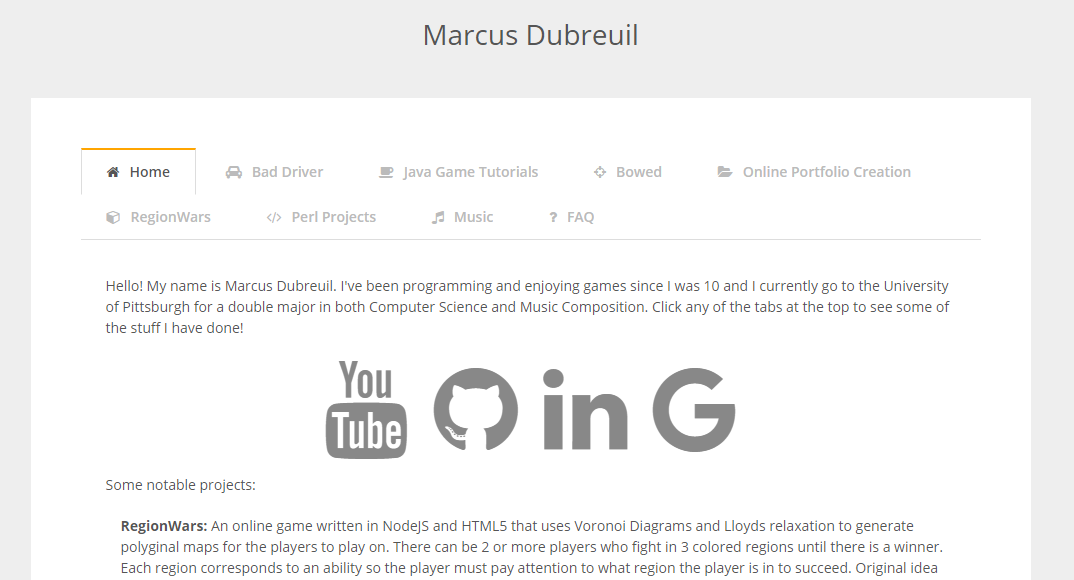 Marcus Dubreuil
Home Bad Driver Java Game Tutorials Bowed Online Portfolio Creation
RegionWars Perl Projects Music FAQ
Hello! My name is Marcus Dubreuil. I've been programming and enjoying games since I was 10 and I currently go to the University
of Pittsburgh for a double major in both Computer Science and Music Composition. Click any of the tabs at the top to see some of
the stuff I have done!
You
Tube in G
Some notable projects:
RegionWars: An online game written in NodeJS and HTML5 that uses Voronoi Diagrams and Lloyds relaxation to generate
polyginal maps for the players to play on. There can be 2 or more players who fight in 3 colored regions until there is a winner.
Each region corresponds to an ability so the player must pay attention to what region the player is in to succeed. Original idea